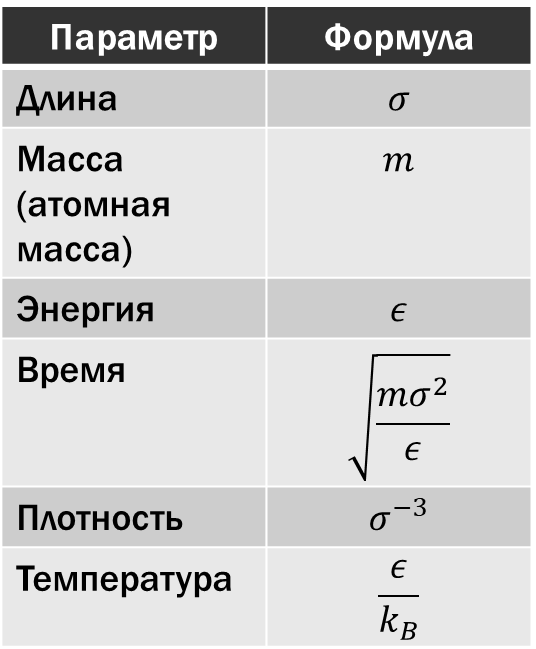 Параметр Формула
Длина σ
Масса m
(атомная
масса)
Энергия ϵ
Время √(mσ²/ϵ)
Плотность σ⁻³
Температура ϵ/k_B